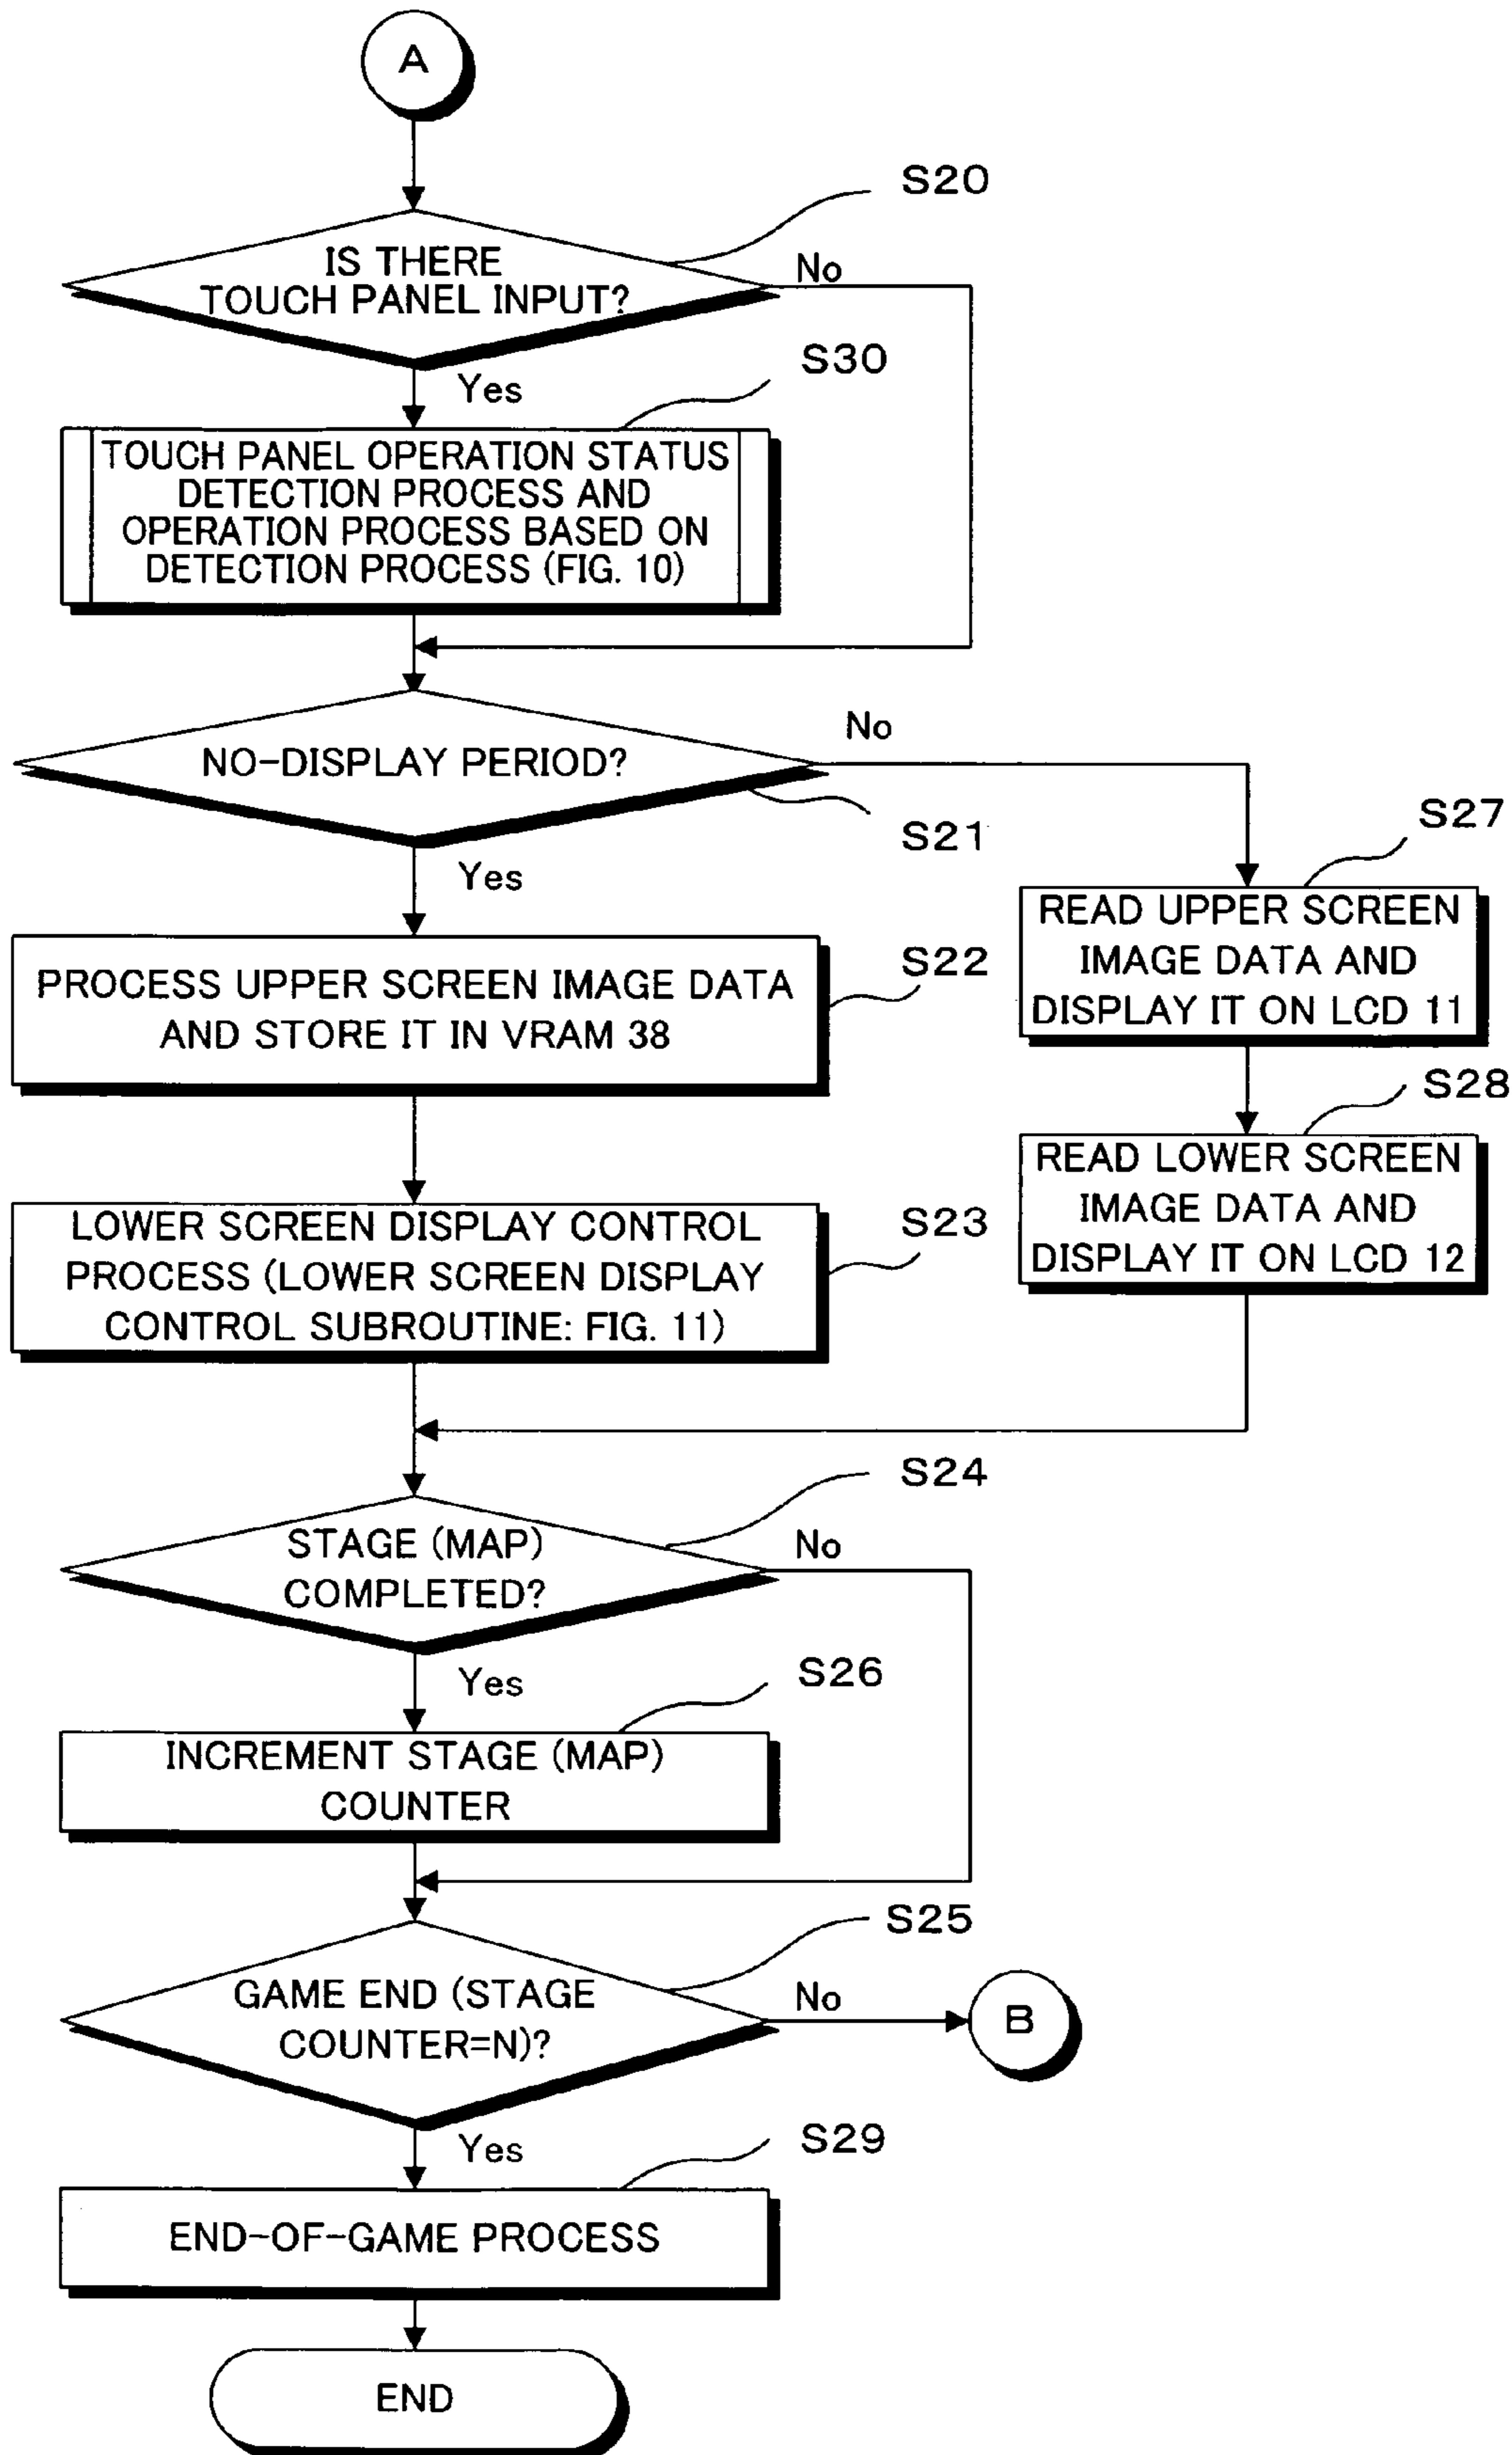 A
S20
IS THERE
TOUCH PANEL INPUT?
No
Yes
S30
TOUCH PANEL OPERATION STATUS
DETECTION PROCESS AND
OPERATION PROCESS BASED ON
DETECTION PROCESS (FIG. 10)
NO-DISPLAY PERIOD?
No
S21
Yes
S22
PROCESS UPPER SCREEN IMAGE DATA
AND STORE IT IN VRAM 38
S27
READ UPPER SCREEN
IMAGE DATA AND
DISPLAY IT ON LCD 11
S23
LOWER SCREEN DISPLAY CONTROL
PROCESS (LOWER SCREEN DISPLAY
CONTROL SUBROUTINE: FIG. 11)
S28
READ LOWER SCREEN
IMAGE DATA AND
DISPLAY IT ON LCD 12
S24
STAGE (MAP)
COMPLETED?
No
Yes
S26
INCREMENT STAGE (MAP)
COUNTER
S25
GAME END (STAGE
COUNTER=N)?
No
B
Yes
S29
END-OF-GAME PROCESS
END